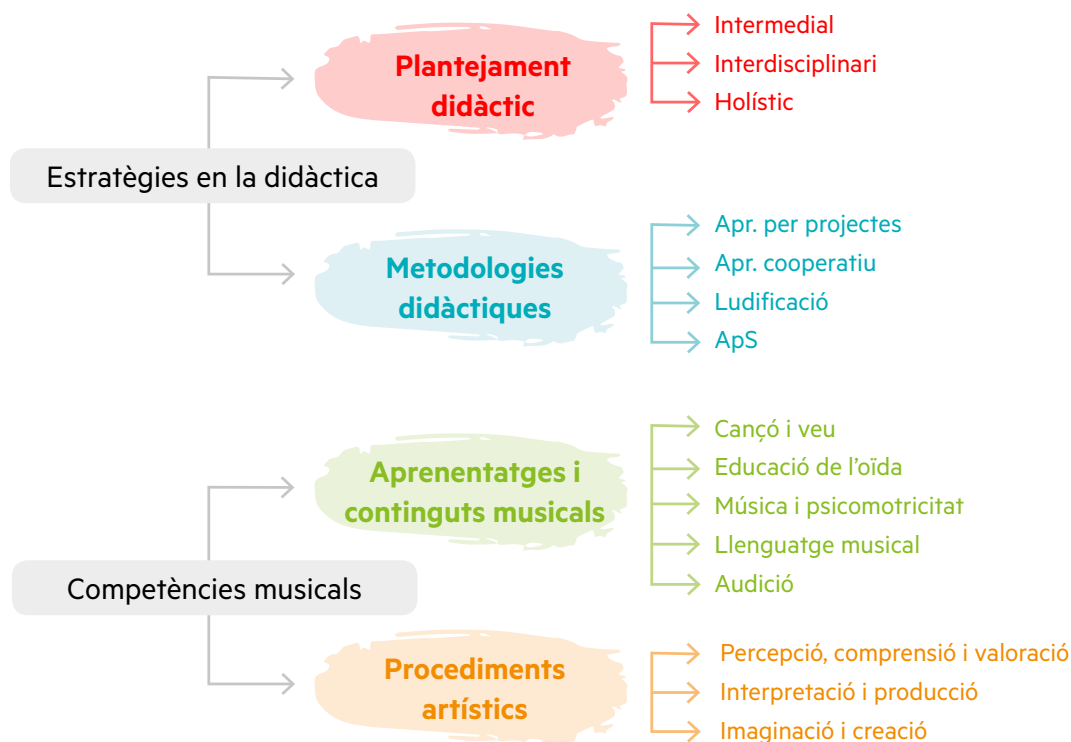 Estratègies en la didàctica
Plantejament
didàctic
Intermedial
Interdisciplinari
Holístic
Metodologies
didàctiques
Apr. per projectes
Apr. cooperatiu
Ludificació
ApS
Competències musicals
Aprenentatges i
continguts musicals
Cançó i veu
Educació de l’oïda
Música i psicomotricitat
Llenguatge musical
Audició
Procediments
artístics
Percepció, comprensió i valoració
Interpretació i producció
Imaginació i creació